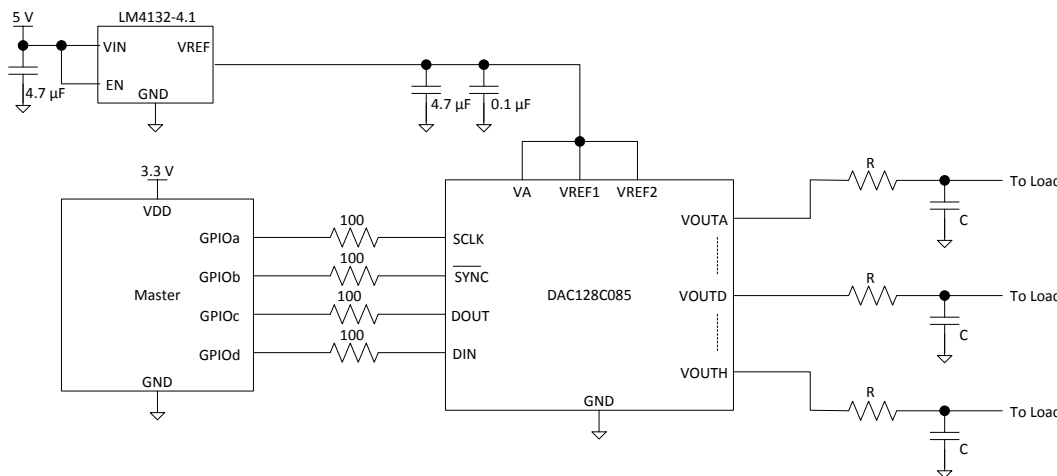 5 V
LM4132-4.1
VIN
VREF
EN
4.7 µF
GND
4.7 µF
0.1 µF
3.3 V
VDD
VA
VREF1
VREF2
R
To Load
C
VOUTA
GPIOa
100
SCLK
GPIOb
100
SYNC
Master
DAC128C085
VOUTD
R
To Load
C
GPIOc
100
DOUT
GPIOd
100
DIN
VOUTH
GND
GND
R
To Load
C